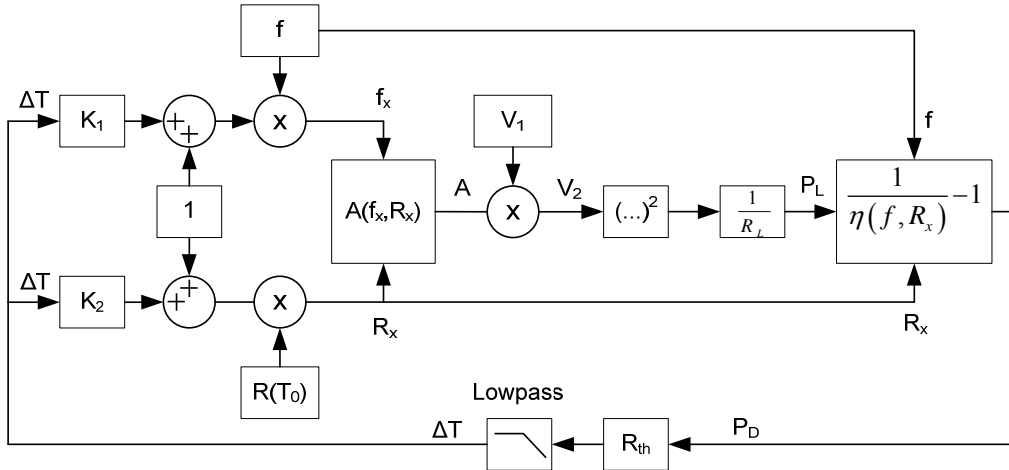 f
ΔT
K₁
+
+
x
fₓ
V₁
f
1
A(fₓ,Rₓ)
A
x
V₂
(...)²
1
R_L
P_L
1
η(f, Rₓ)
−1
ΔT
K₂
+
+
x
Rₓ
Rₓ
R(T₀)
Lowpass
ΔT
R_th
P_D